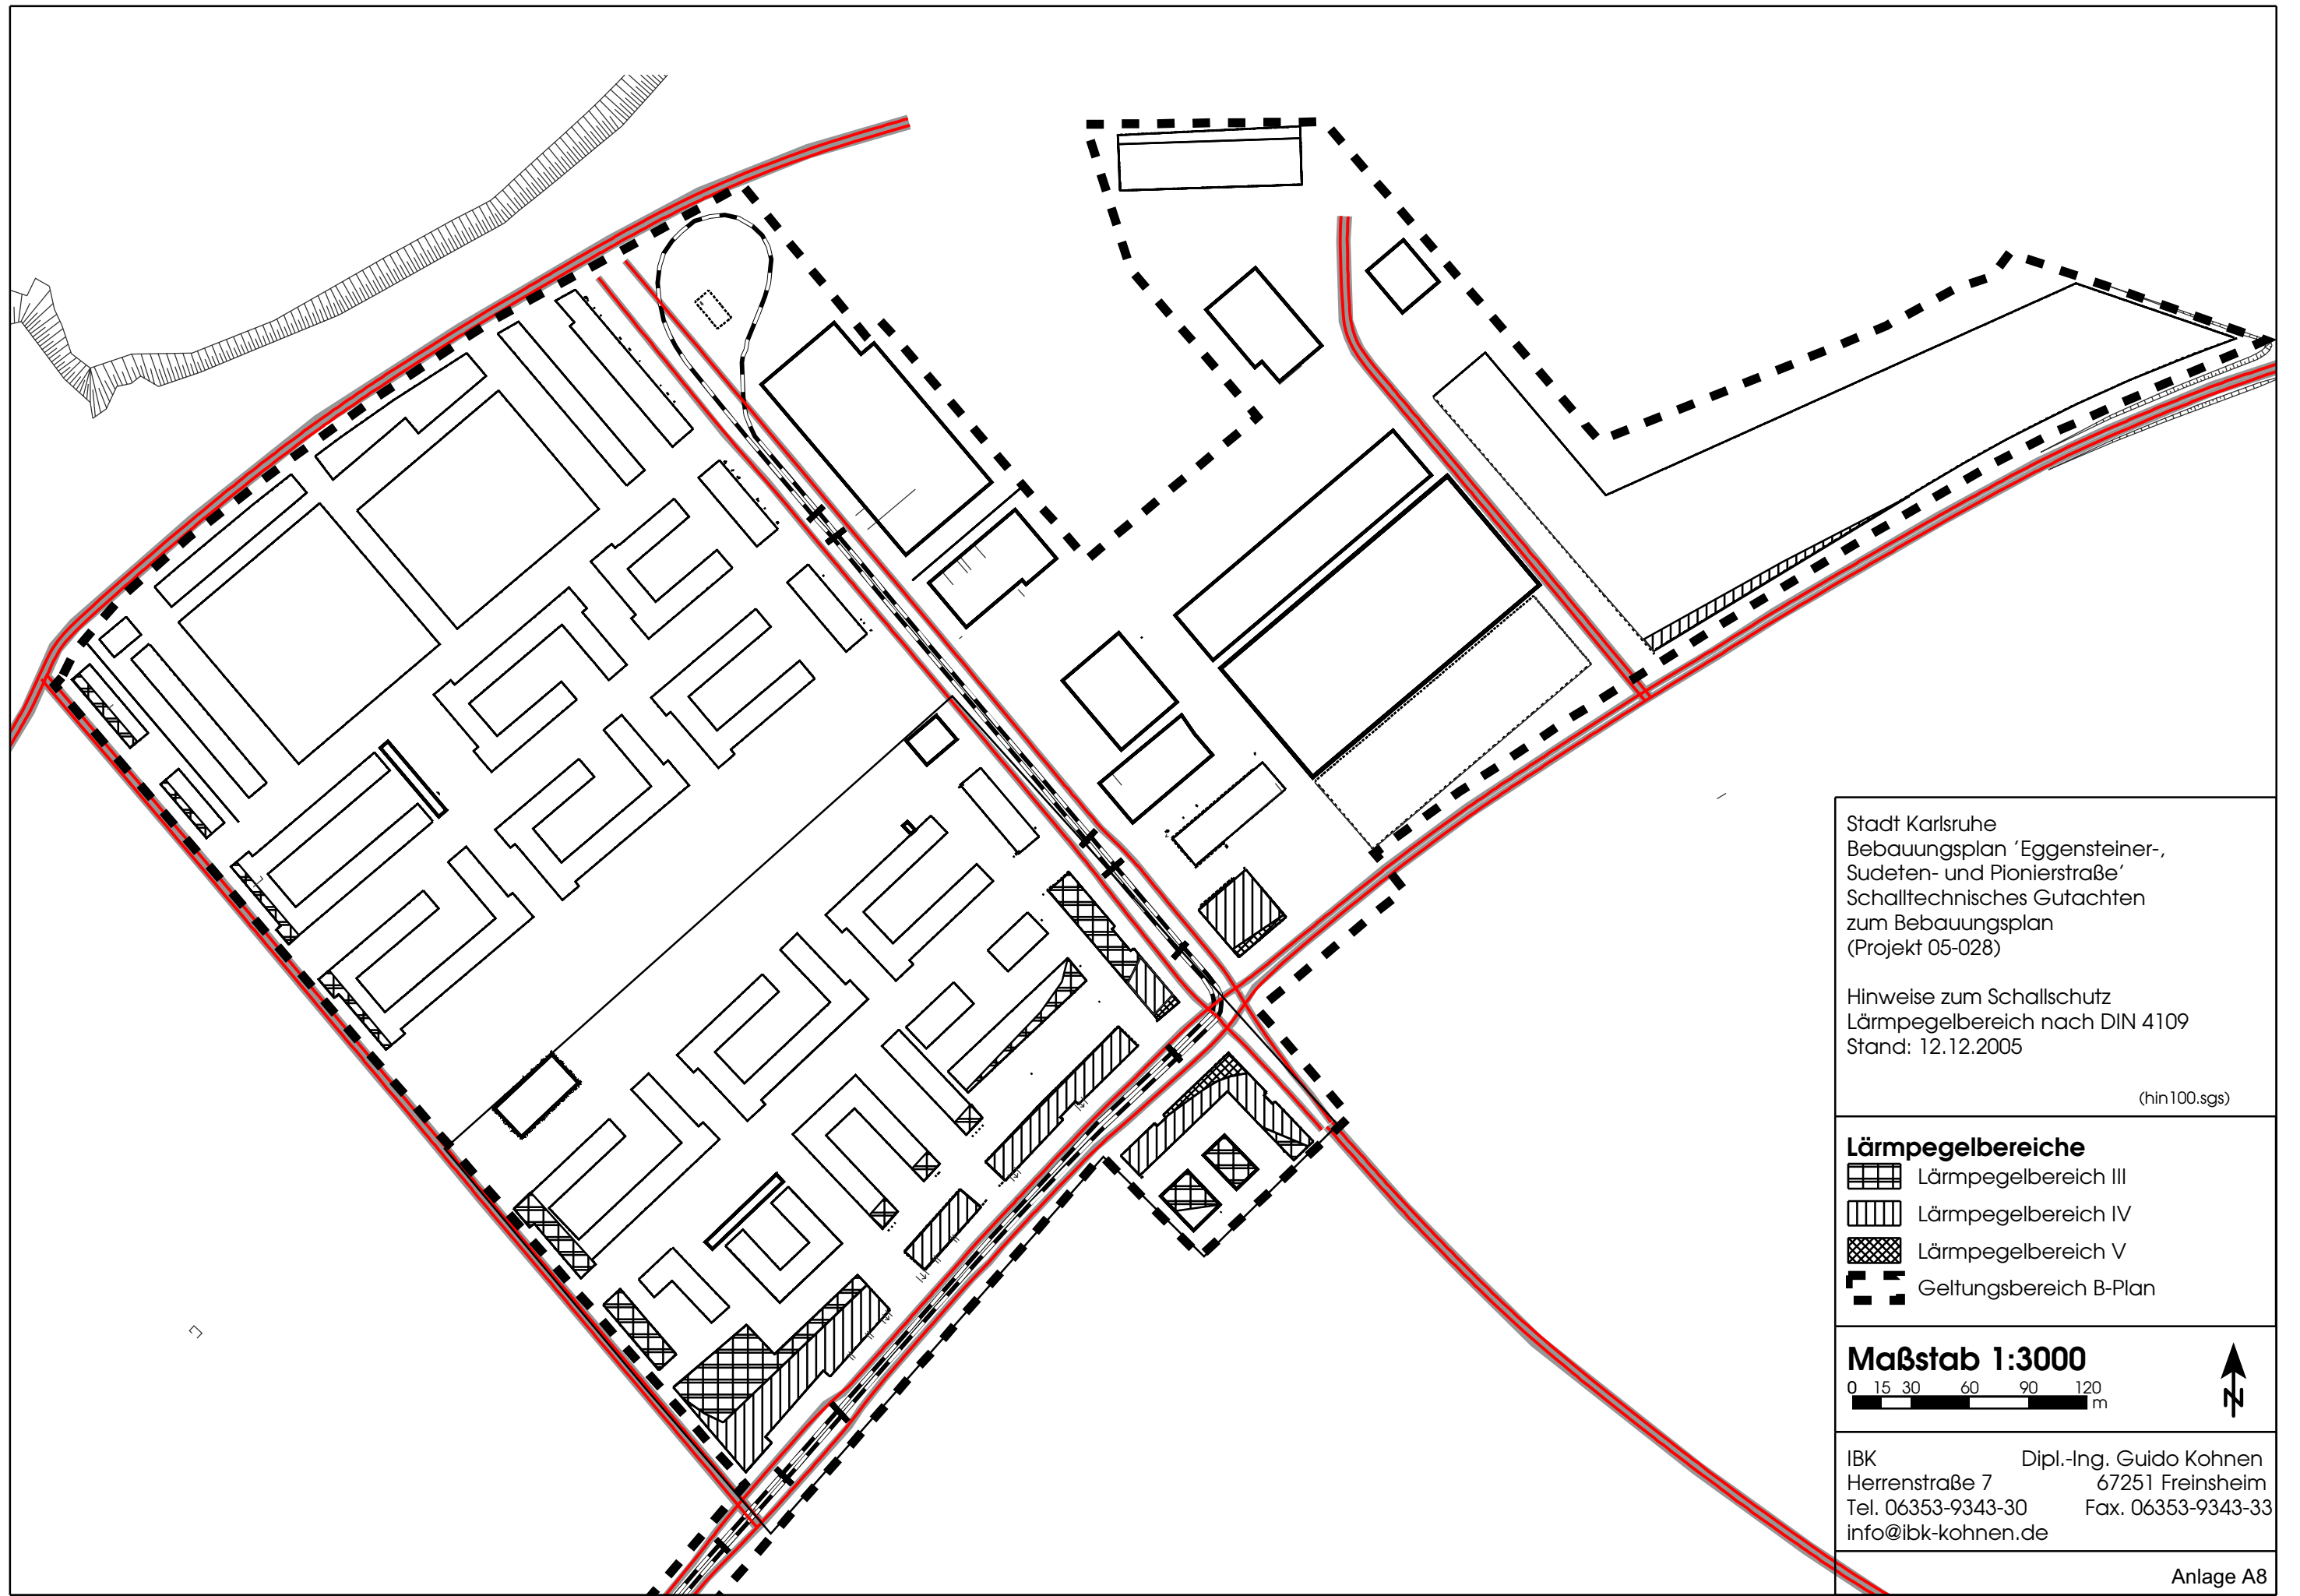 Stadt Karlsruhe
Bebauungsplan ’Eggensteiner-,
Sudeten- und Pionierstraße’
Schalltechnisches Gutachten
zum Bebauungsplan
(Projekt 05-028)
Hinweise zum Schallschutz
Lärmpegelbereich nach DIN 4109
Stand: 12.12.2005
(hin100.sgs)
Lärmpegelbereiche
Lärmpegelbereich III
Lärmpegelbereich IV
Lärmpegelbereich V
Geltungsbereich B-Plan
Maßstab 1:3000
0 15 30 60 90 120
m
N
IBK Dipl.-Ing. Guido Kohnen
Herrenstraße 7 67251 Freinsheim
Tel. 06353-9343-30 Fax. 06353-9343-33
info@ibk-kohnen.de
Anlage A8